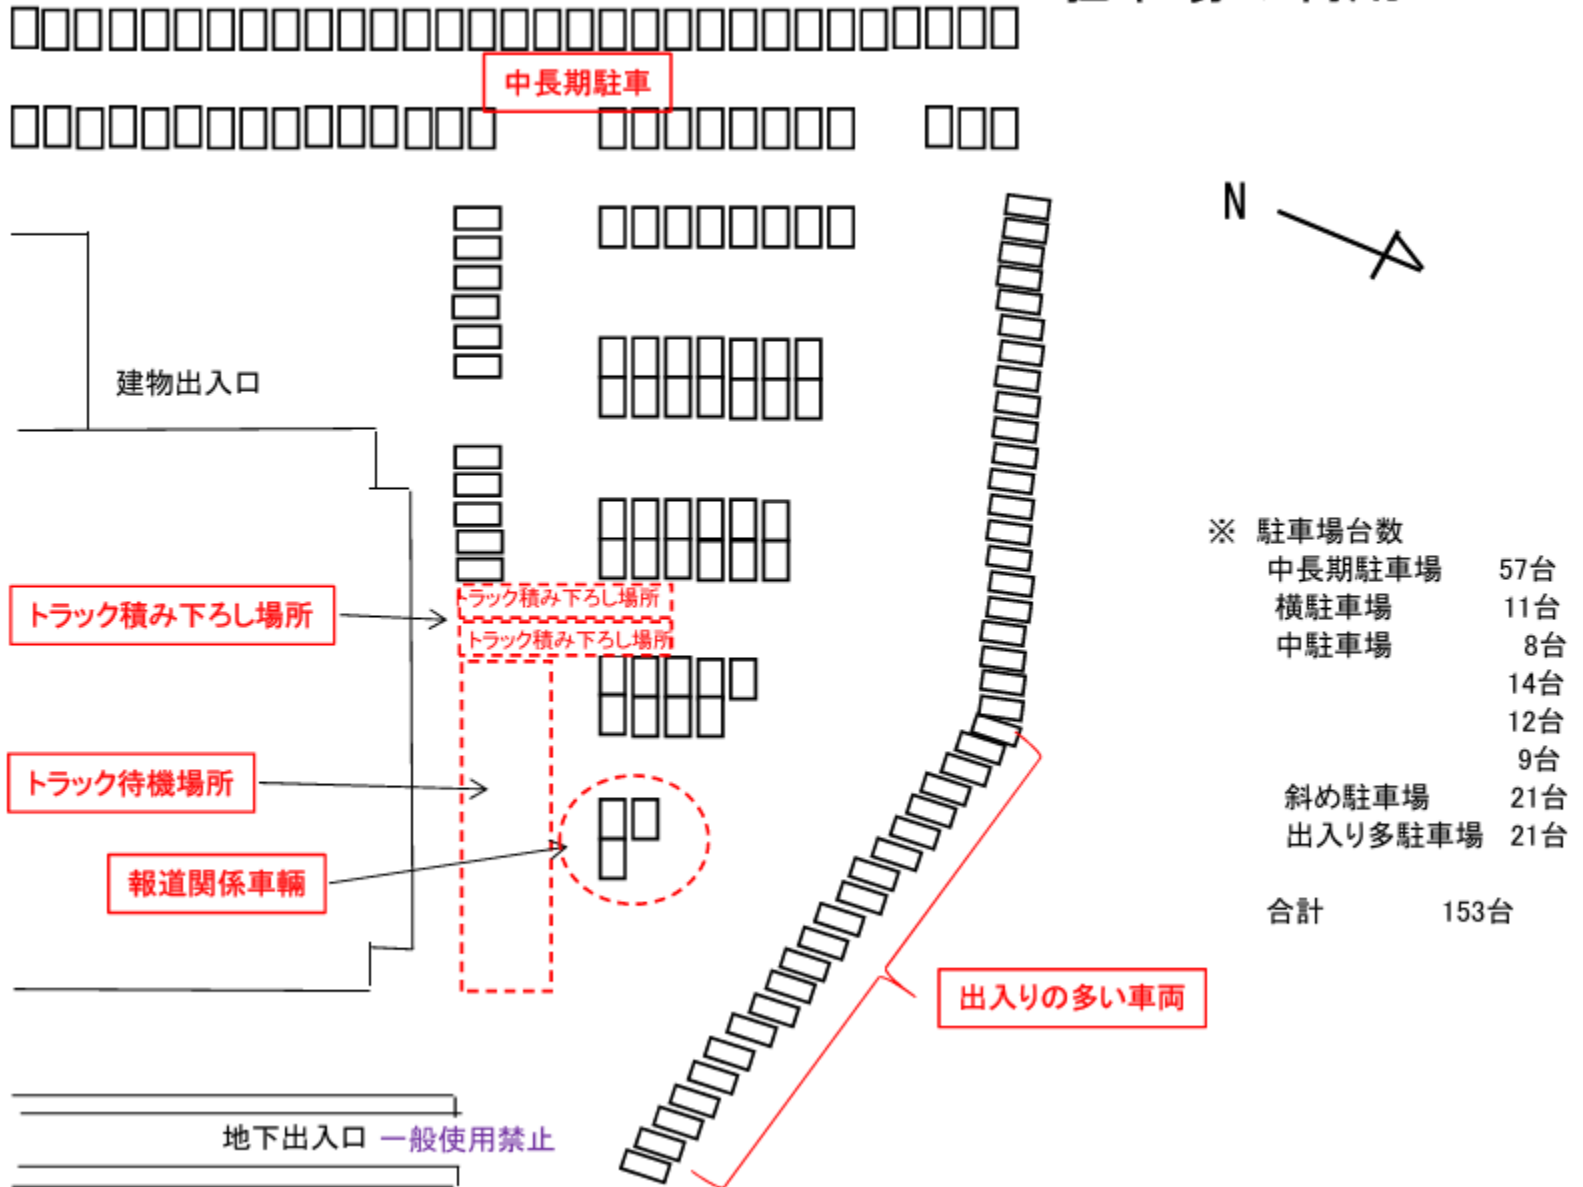 中長期駐車
N
建物出入口
※ 駐車場台数
中長期駐車場 57台
横駐車場 11台
中駐車場 8台
14台
12台
9台
斜め駐車場 21台
出入り多駐車場 21台
合計 153台
トラック積み下ろし場所
トラック積み下ろし場所
トラック積み下ろし場所
トラック待機場所
報道関係車輛
出入りの多い車両
地下出入口 一般使用禁止